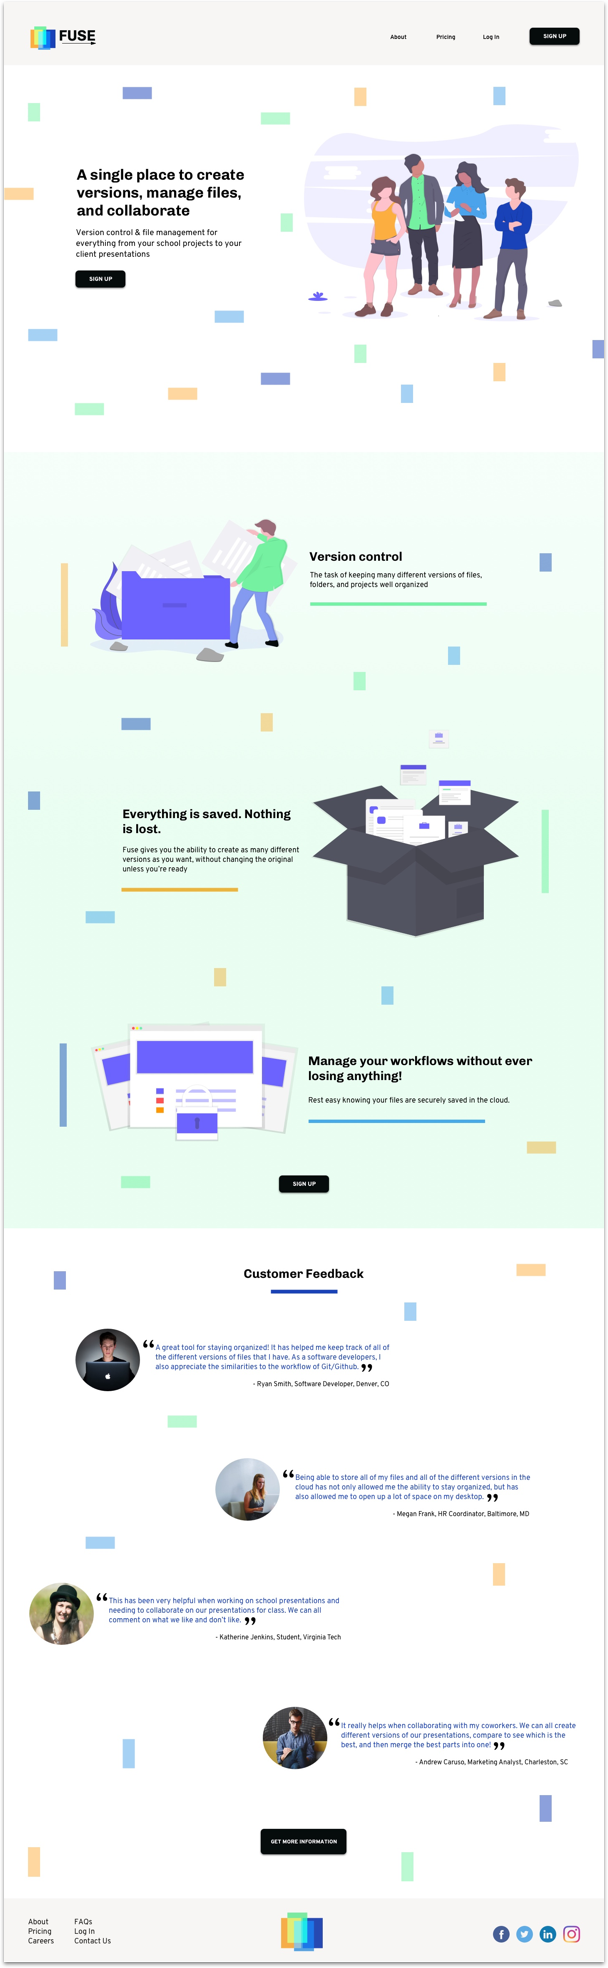 FUSE
About Pricing Log In SIGN UP
A single place to create
versions, manage files,
and collaborate
Version control & file management for
everything from your school projects to your
client presentations
SIGN UP
Version control
The task of keeping many different versions of files,
folders, and projects well organized
Everything is saved. Nothing
is lost.
Fuse gives you the ability to create as many different
versions as you want, without changing the original
unless you're ready
Manage your workflows without ever
losing anything!
Rest easy knowing your files are securely saved in the cloud.
SIGN UP
Customer Feedback
“A great tool for staying organized! It has helped me keep track of all of
the different versions of files that I have. As a software developers, I
also appreciate the similarities to the workflow of Git/Github.”
- Ryan Smith, Software Developer, Denver, CO
“Being able to store all of my files and all of the different versions in the
cloud has not only allowed me the ability to stay organized, but has
also allowed me to open up a lot of space on my desktop.”
- Megan Frank, HR Coordinator, Baltimore, MD
“This has been very helpful when working on school presentations and
needing to collaborate on our presentations for class. We can all
comment on what we like and don't like.”
- Katherine Jenkins, Student, Virginia Tech
“It really helps when collaborating with my coworkers. We can all create
different versions of our presentations, compare to see which is the
best, and then merge the best parts into one!”
- Andrew Caruso, Marketing Analyst, Charleston, SC
GET MORE INFORMATION
About FAQs
Pricing Log In
Careers Contact Us